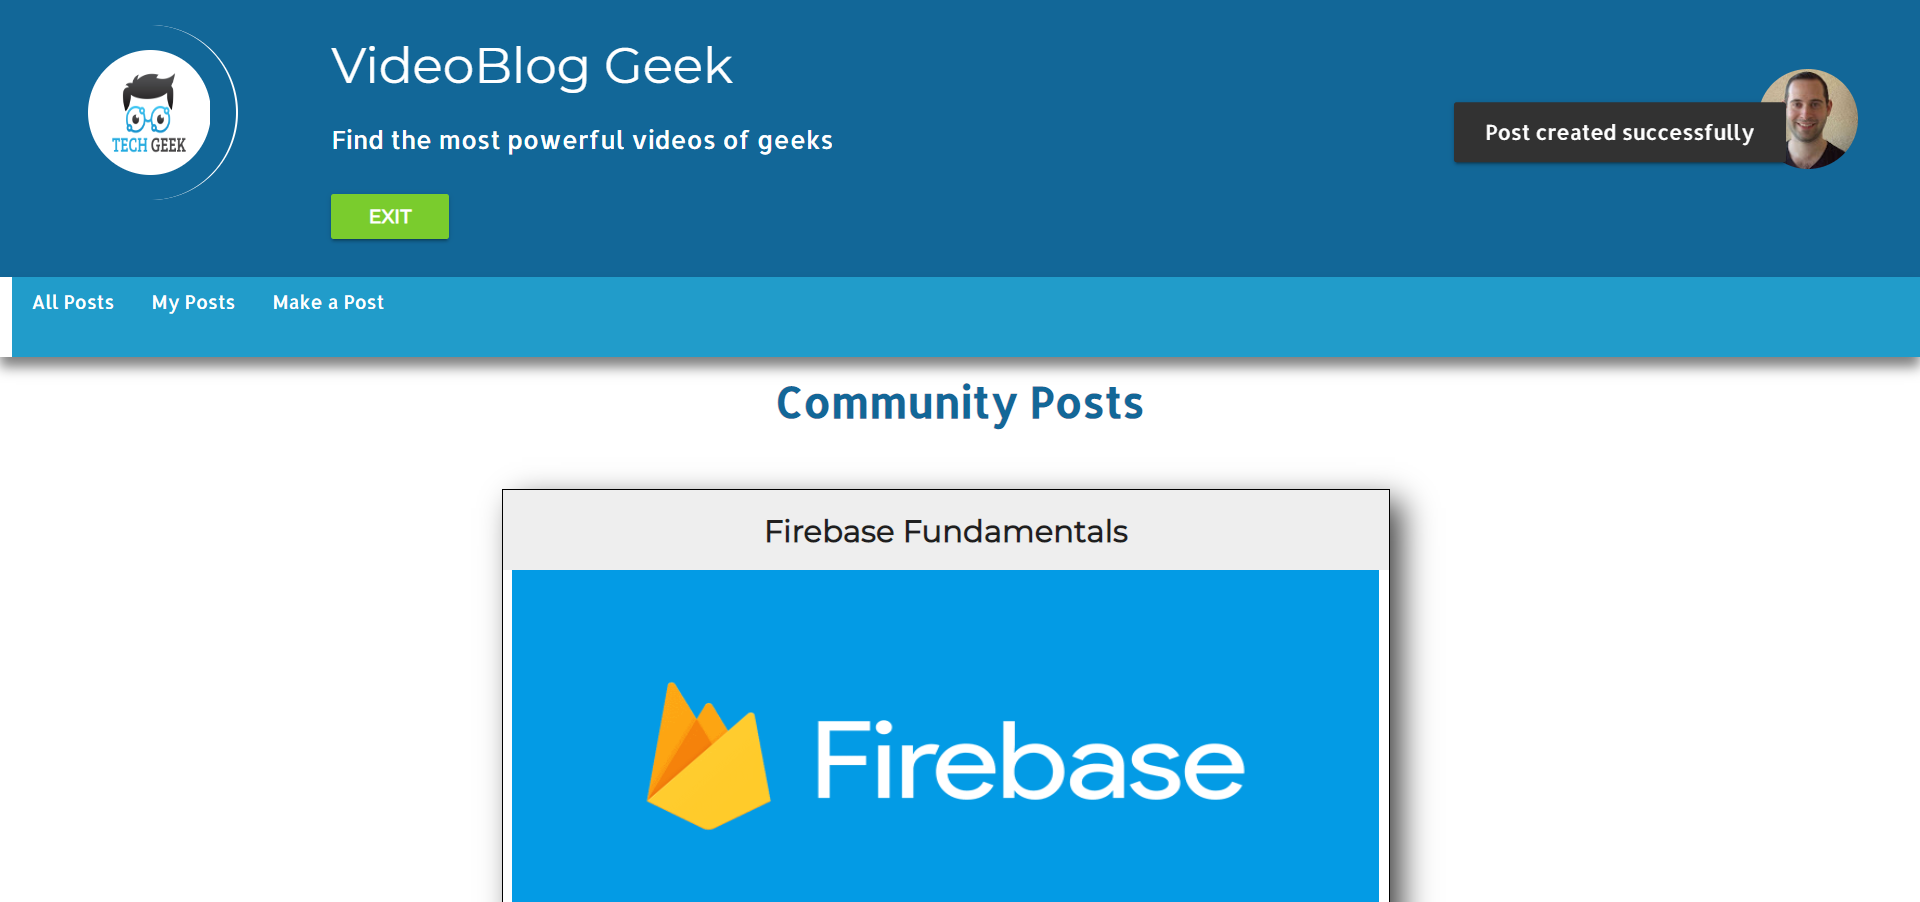 TECH GEEK
VideoBlog Geek
Find the most powerful videos of geeks
EXIT
Post created successfully
All Posts
My Posts
Make a Post
Community Posts
Firebase Fundamentals
Firebase